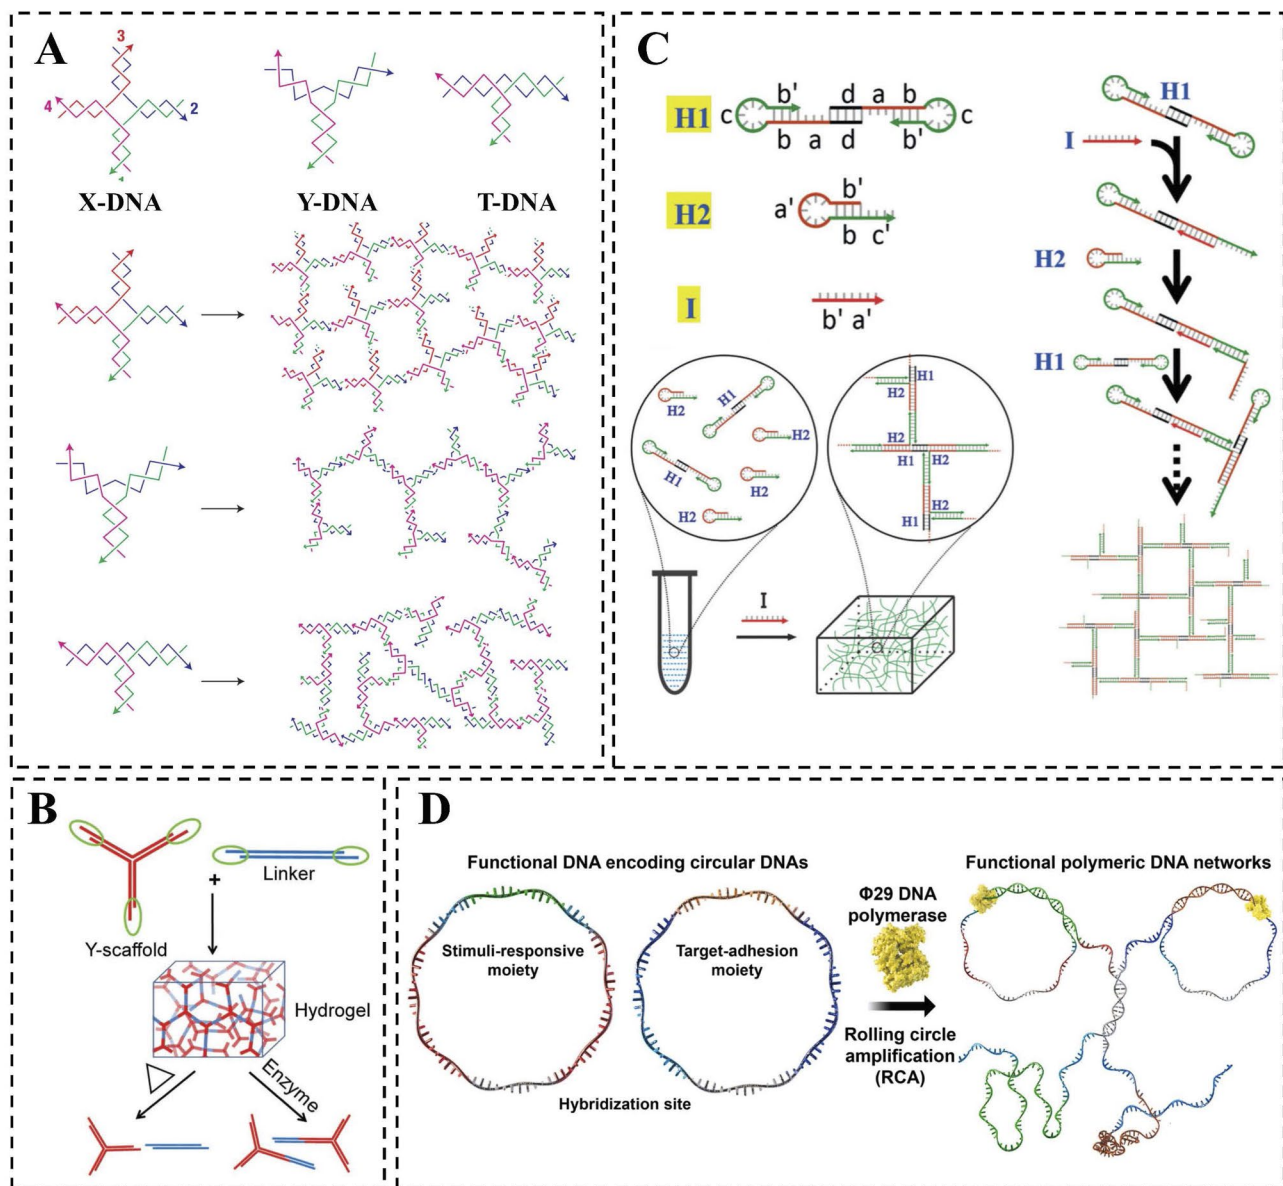 A
3
4
2
X-DNA
Y-DNA
T-DNA
C
H1
c
b'
d
a
b
c
b
a
d
b'
H2
a'
b'
b
c'
I
b' a'
H2
H1
H2
H1
H2
H2
H1
H2
H2
H1
H2
H2
H1
I
H1
I
H2
H1
B
+
Linker
Y-scaffold
Hydrogel
Enzyme
D
Functional DNA encoding circular DNAs
Stimuli-responsive
moiety
Target-adhesion
moiety
Hybridization site
Φ29 DNA
polymerase
Rolling circle
amplification
(RCA)
Functional polymeric DNA networks